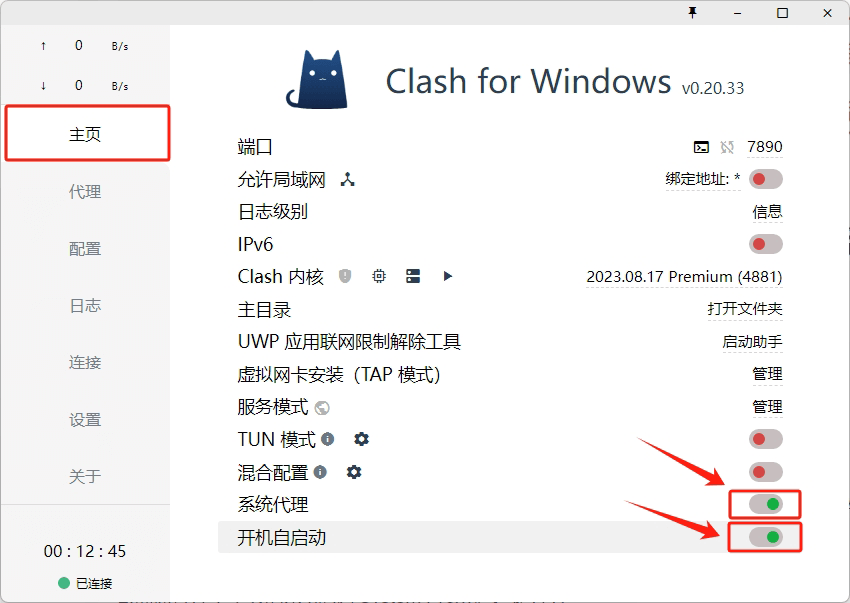 ↑ 0 B/s
↓ 0 B/s
主页
代理
配置
日志
连接
设置
关于
00 : 12 : 45
已连接
Clash for Windows v0.20.33
端口 7890
允许局域网 绑定地址: *
日志级别 信息
IPv6
Clash 内核 2023.08.17 Premium (4881)
主目录 打开文件夹
UWP 应用联网限制解除工具 启动助手
虚拟网卡安装（TAP 模式） 管理
服务模式 管理
TUN 模式
混合配置
系统代理
开机自启动